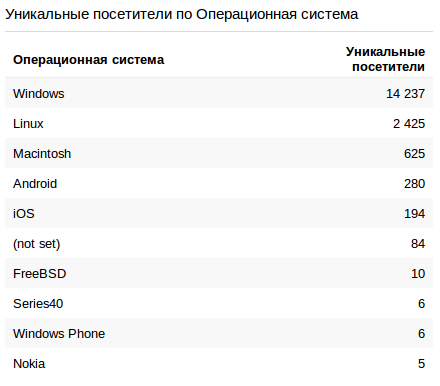 Уникальные посетители по Операционная система
Операционная система Уникальные посетители
Windows 14 237
Linux 2 425
Macintosh 625
Android 280
iOS 194
(not set) 84
FreeBSD 10
Series40 6
Windows Phone 6
Nokia 5